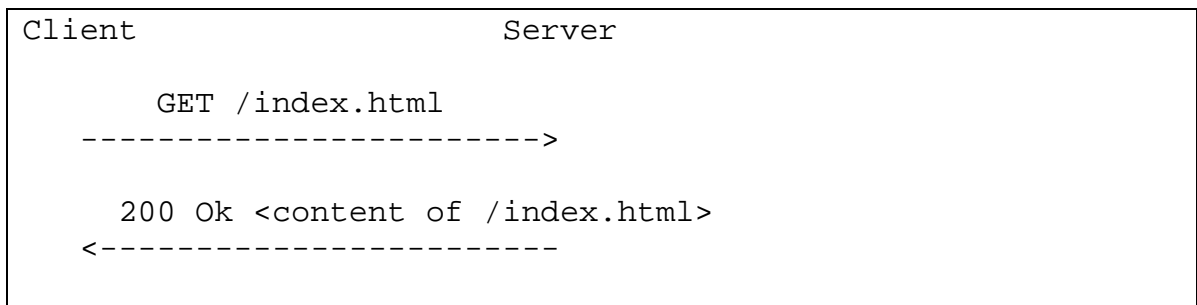 Client Server
GET /index.html
------------------------>
200 Ok <content of /index.html>
<------------------------